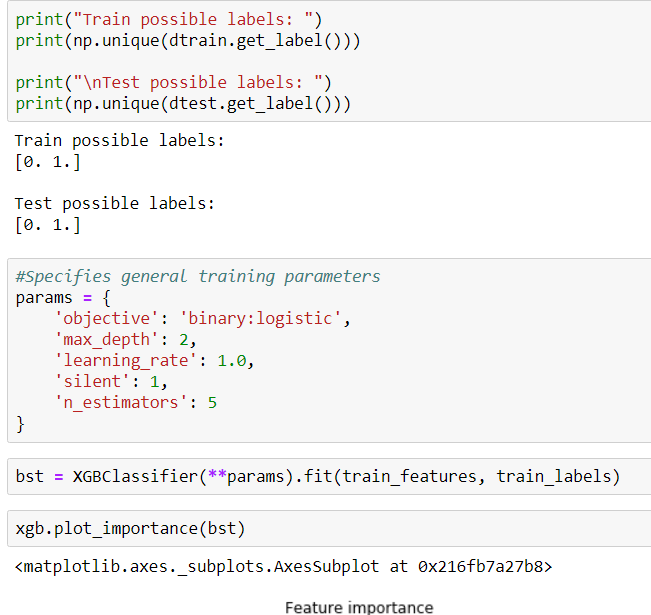 print("Train possible labels: ")
print(np.unique(dtrain.get_label()))
print("\nTest possible labels: ")
print(np.unique(dtest.get_label()))
Train possible labels:
[0. 1.]
Test possible labels:
[0. 1.]
#Specifies general training parameters
params = {
    'objective': 'binary:logistic',
    'max_depth': 2,
    'learning_rate': 1.0,
    'silent': 1,
    'n_estimators': 5
}
bst = XGBClassifier(**params).fit(train_features, train_labels)
xgb.plot_importance(bst)
<matplotlib.axes._subplots.AxesSubplot at 0x216fb7a27b8>
Feature importance